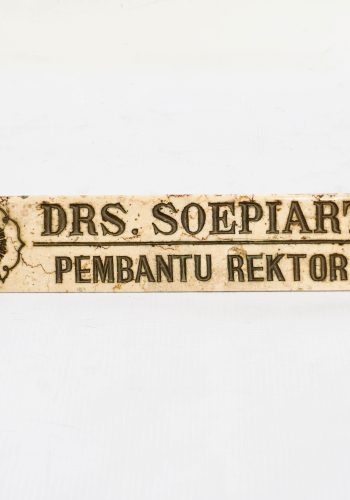 DRS. SOEPIART
PEMBANTU REKTOR